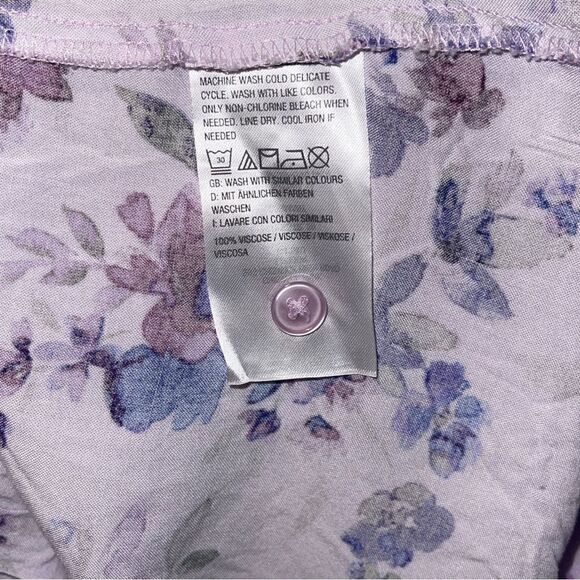 MACHINE WASH COLD DELICATE
CYCLE. WASH WITH LIKE COLORS.
ONLY NON-CHLORINE BLEACH WHEN
NEEDED. LINE DRY. COOL IRON IF
NEEDED
30
GB: WASH WITH SIMILAR COLOURS
D: MIT ÄHNLICHEN FARBEN
WASCHEN
I: LAVARE CON COLORI SIMILARI
100% VISCOSE / VISCOSE / VISKOSE /
VISCOSA